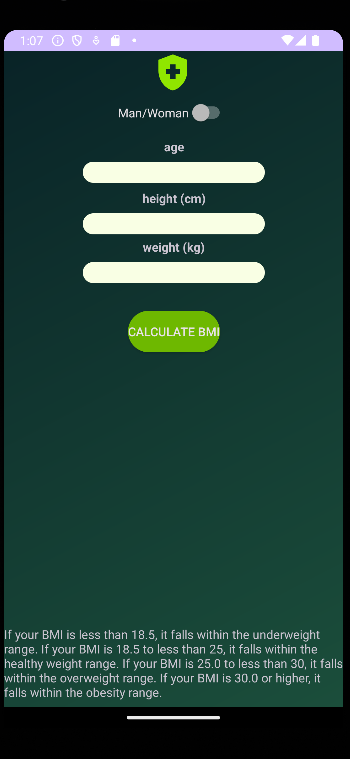 1:07
Man/Woman
age
height (cm)
weight (kg)
CALCULATE BMI
If your BMI is less than 18.5, it falls within the underweight
range. If your BMI is 18.5 to less than 25, it falls within the
healthy weight range. If your BMI is 25.0 to less than 30, it falls
within the overweight range. If your BMI is 30.0 or higher, it
falls within the obesity range.